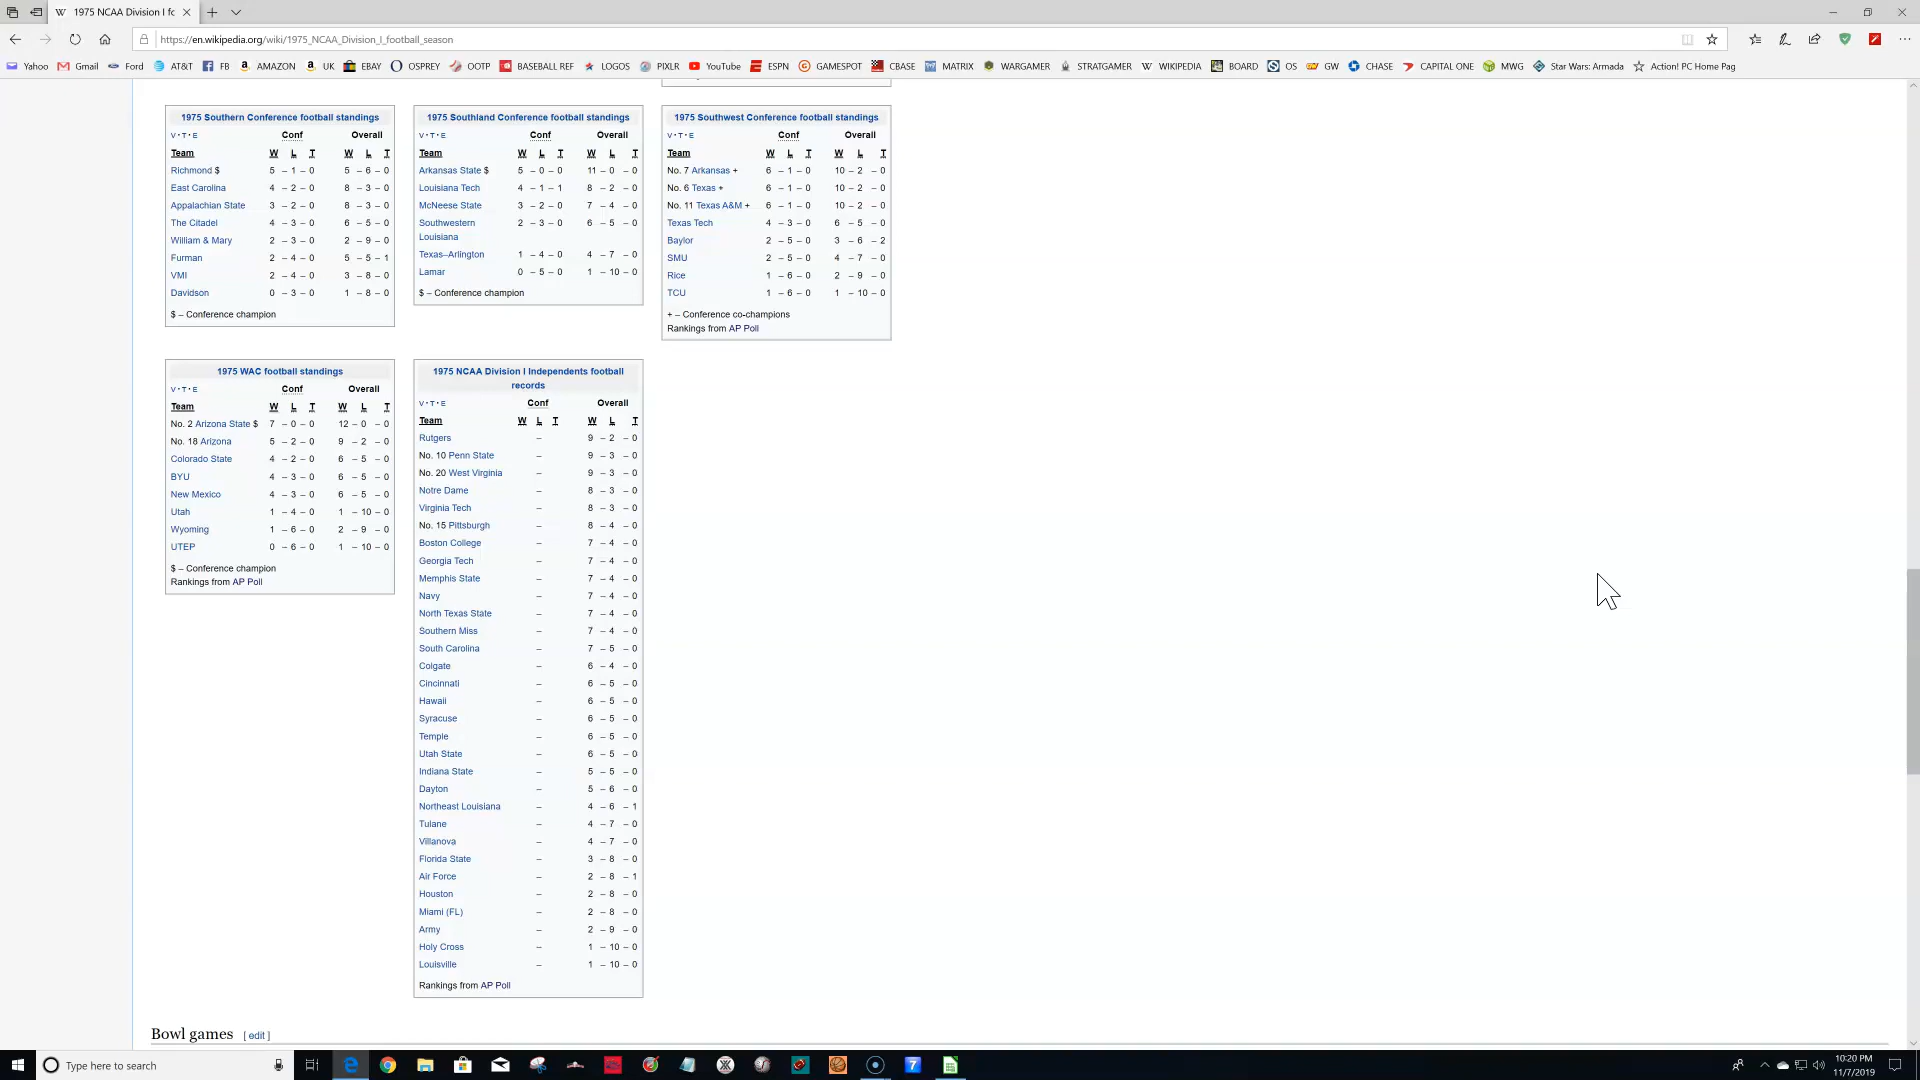 1975 NCAA Division I fc
https://en.wikipedia.org/wiki/1975_NCAA_Division_I_football_season
Yahoo Gmail Ford AT&T FB AMAZON UK EBAY OSPREY OOTP BASEBALL REF LOGOS PIXLR YouTube ESPN GAMESPOT CBASE MATRIX WARGAMER STRATGAMER WIKIPEDIA BOARD OS GW CHASE CAPITAL ONE MWG Star Wars: Armada Action! PC Home Pag
1975 Southern Conference football standings
V·T·E Conf Overall
Team W L T W L T
Richmond $ 5 – 1 – 0 5 – 6 – 0
East Carolina 4 – 2 – 0 8 – 3 – 0
Appalachian State 3 – 2 – 0 8 – 3 – 0
The Citadel 4 – 3 – 0 6 – 5 – 0
William & Mary 2 – 3 – 0 2 – 9 – 0
Furman 2 – 4 – 0 5 – 5 – 1
VMI 2 – 4 – 0 3 – 8 – 0
Davidson 0 – 3 – 0 1 – 8 – 0
$ – Conference champion
1975 Southland Conference football standings
V·T·E Conf Overall
Team W L T W L T
Arkansas State $ 5 – 0 – 0 11 – 0 – 0
Louisiana Tech 4 – 1 – 1 8 – 2 – 0
McNeese State 3 – 2 – 0 7 – 4 – 0
Southwestern 2 – 3 – 0 6 – 5 – 0
Louisiana
Texas–Arlington 1 – 4 – 0 4 – 7 – 0
Lamar 0 – 5 – 0 1 – 10 – 0
$ – Conference champion
1975 Southwest Conference football standings
V·T·E Conf Overall
Team W L T W L T
No. 7 Arkansas + 6 – 1 – 0 10 – 2 – 0
No. 6 Texas + 6 – 1 – 0 10 – 2 – 0
No. 11 Texas A&M + 6 – 1 – 0 10 – 2 – 0
Texas Tech 4 – 3 – 0 6 – 5 – 0
Baylor 2 – 5 – 0 3 – 6 – 2
SMU 2 – 5 – 0 4 – 7 – 0
Rice 1 – 6 – 0 2 – 9 – 0
TCU 1 – 6 – 0 1 – 10 – 0
+ – Conference co-champions
Rankings from AP Poll
1975 WAC football standings
V·T·E Conf Overall
Team W L T W L T
No. 2 Arizona State $ 7 – 0 – 0 12 – 0 – 0
No. 18 Arizona 5 – 2 – 0 9 – 2 – 0
Colorado State 4 – 2 – 0 6 – 5 – 0
BYU 4 – 3 – 0 6 – 5 – 0
New Mexico 4 – 3 – 0 6 – 5 – 0
Utah 1 – 4 – 0 1 – 10 – 0
Wyoming 1 – 6 – 0 2 – 9 – 0
UTEP 0 – 6 – 0 1 – 10 – 0
$ – Conference champion
Rankings from AP Poll
1975 NCAA Division I Independents football
records
V·T·E Conf Overall
Team W L T W L T
Rutgers – 9 – 2 – 0
No. 10 Penn State – 9 – 3 – 0
No. 20 West Virginia – 9 – 3 – 0
Notre Dame – 8 – 3 – 0
Virginia Tech – 8 – 3 – 0
No. 15 Pittsburgh – 8 – 4 – 0
Boston College – 7 – 4 – 0
Georgia Tech – 7 – 4 – 0
Memphis State – 7 – 4 – 0
Navy – 7 – 4 – 0
North Texas State – 7 – 4 – 0
Southern Miss – 7 – 4 – 0
South Carolina – 7 – 5 – 0
Colgate – 6 – 4 – 0
Cincinnati – 6 – 5 – 0
Hawaii – 6 – 5 – 0
Syracuse – 6 – 5 – 0
Temple – 6 – 5 – 0
Utah State – 6 – 5 – 0
Indiana State – 5 – 5 – 0
Dayton – 5 – 6 – 0
Northeast Louisiana – 4 – 6 – 1
Tulane – 4 – 7 – 0
Villanova – 4 – 7 – 0
Florida State – 3 – 8 – 0
Air Force – 2 – 8 – 1
Houston – 2 – 8 – 0
Miami (FL) – 2 – 8 – 0
Army – 2 – 9 – 0
Holy Cross – 1 – 10 – 0
Louisville – 1 – 10 – 0
Rankings from AP Poll
Bowl games [ edit ]
Type here to search
10:20 PM
11/7/2019